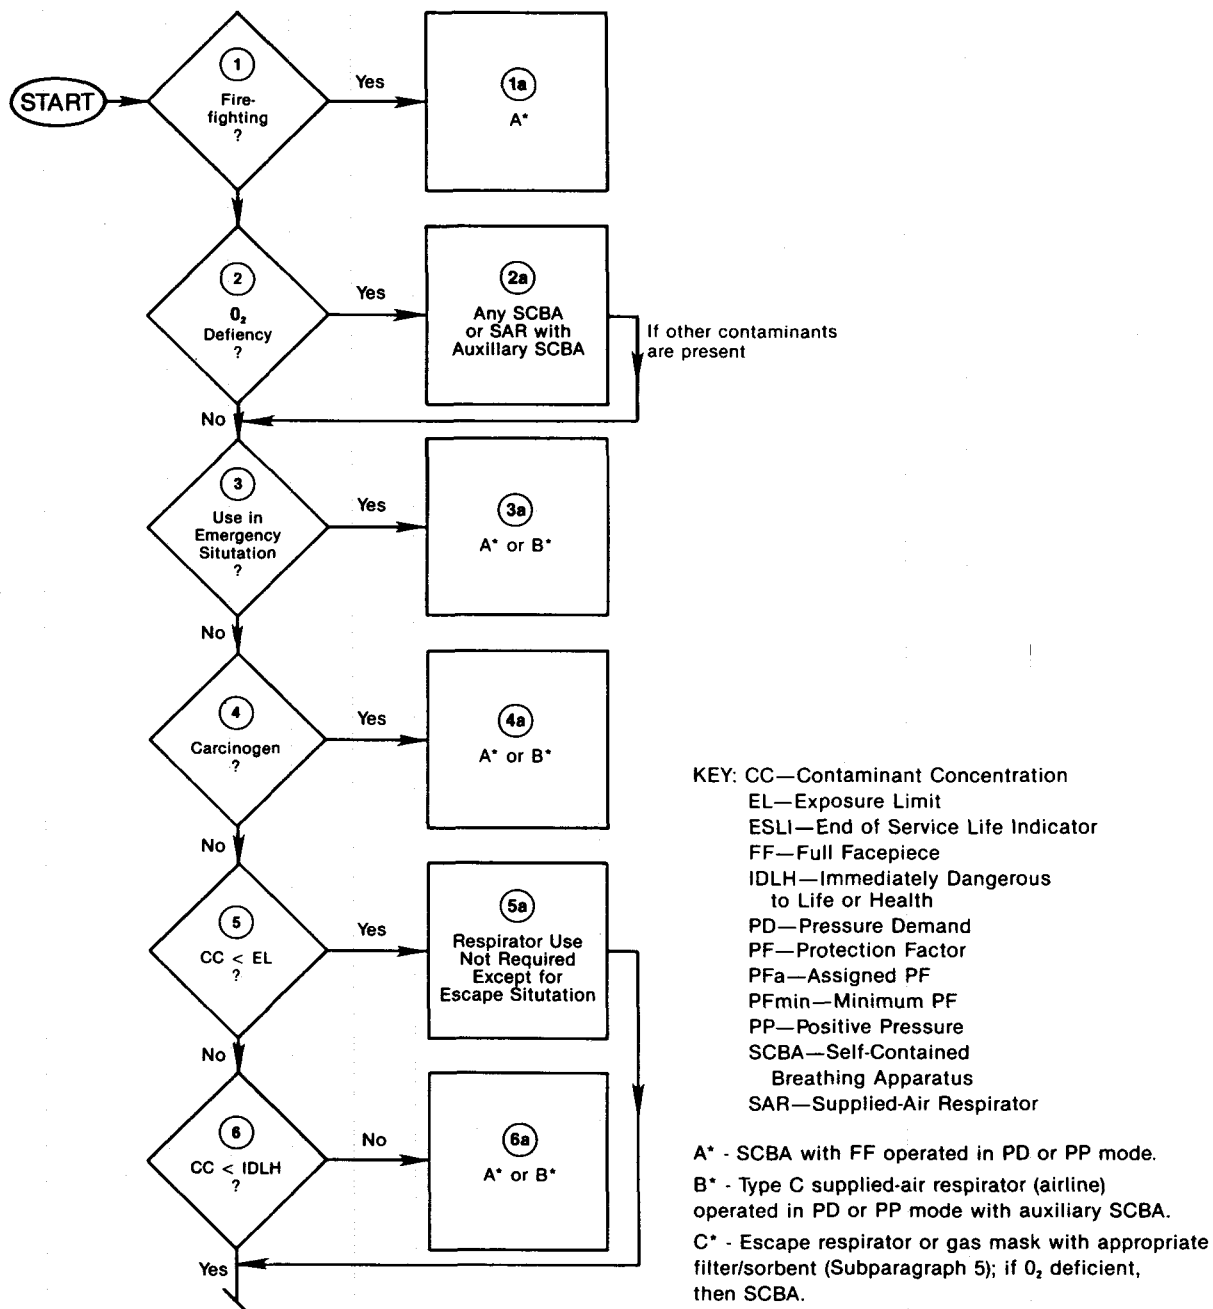 START
1
Fire-
fighting
?
Yes
1a
A*
2
O₂
Defiency
?
Yes
2a
Any SCBA
or SAR with
Auxillary SCBA
If other contaminants
are present
No
3
Use in
Emergency
Situtation
?
Yes
3a
A* or B*
No
4
Carcinogen
?
Yes
4a
A* or B*
No
5
CC < EL
?
Yes
5a
Respirator Use
Not Required
Except for
Escape Situtation
No
6
CC < IDLH
?
No
6a
A* or B*
Yes
KEY: CC—Contaminant Concentration
EL—Exposure Limit
ESLI—End of Service Life Indicator
FF—Full Facepiece
IDLH—Immediately Dangerous
to Life or Health
PD—Pressure Demand
PF—Protection Factor
PFa—Assigned PF
PFmin—Minimum PF
PP—Positive Pressure
SCBA—Self-Contained
Breathing Apparatus
SAR—Supplied-Air Respirator
A* - SCBA with FF operated in PD or PP mode.
B* - Type C supplied-air respirator (airline)
operated in PD or PP mode with auxiliary SCBA.
C* - Escape respirator or gas mask with appropriate
filter/sorbent (Subparagraph 5); if O₂ deficient,
then SCBA.